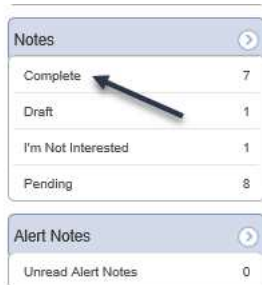 Notes
Complete 7
Draft 1
I'm Not Interested 1
Pending 8
Alert Notes
Unread Alert Notes 0